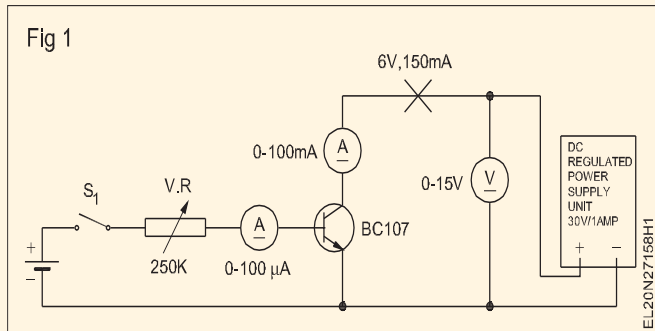 Fig 1
6V,150mA
A
0-100mA
DC
REGULATED
POWER
SUPPLY
UNIT
30V/1AMP
+ −
V
0-15V
S1
V.R
A
BC107
250K
0-100 µA
+
−
EL20N27158H1